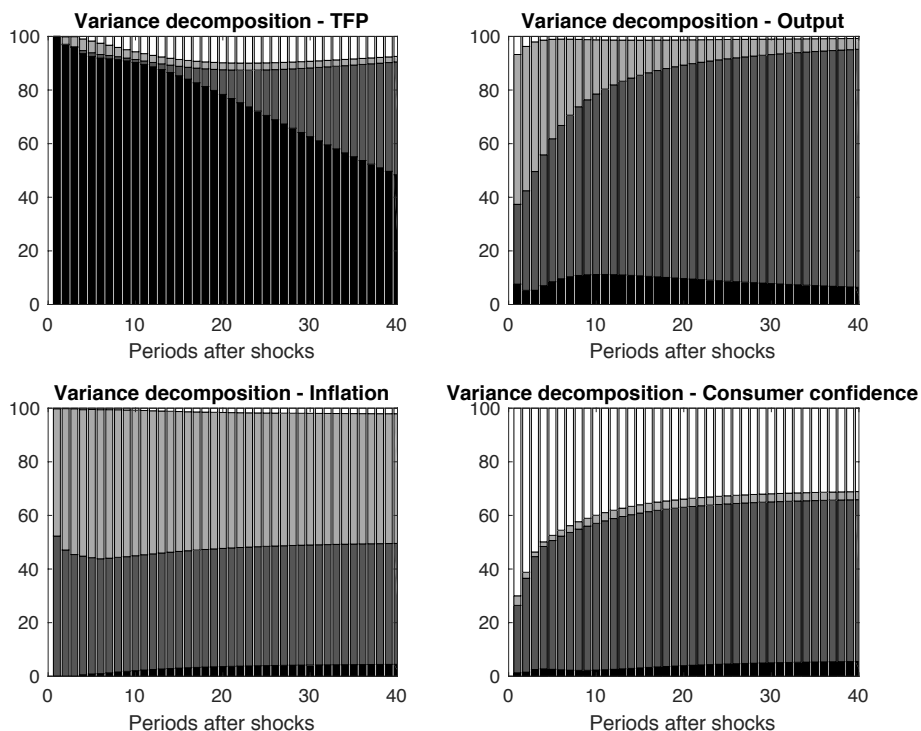 Variance decomposition - TFP
100
80
60
40
20
0
0 10 20 30 40
Periods after shocks
Variance decomposition - Output
100
80
60
40
20
0
0 10 20 30 40
Periods after shocks
Variance decomposition - Inflation
100
80
60
40
20
0
0 10 20 30 40
Periods after shocks
Variance decomposition - Consumer confidence
100
80
60
40
20
0
0 10 20 30 40
Periods after shocks